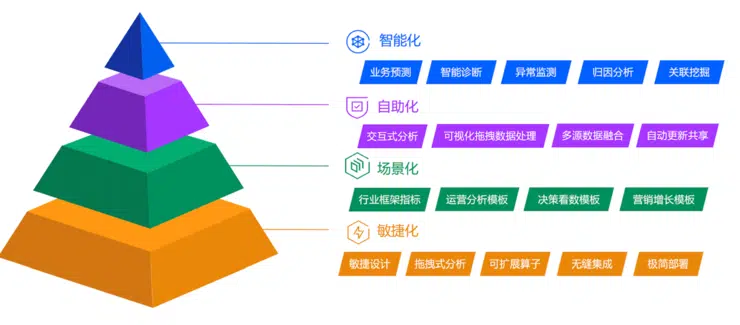 智能化
业务预测 智能诊断 异常监测 归因分析 关联挖掘
自助化
交互式分析 可视化拖拽数据处理 多源数据融合 自动更新共享
场景化
行业框架指标 运营分析模板 决策看数模板 营销增长模板
敏捷化
敏捷设计 拖拽式分析 可扩展算子 无缝集成 极简部署